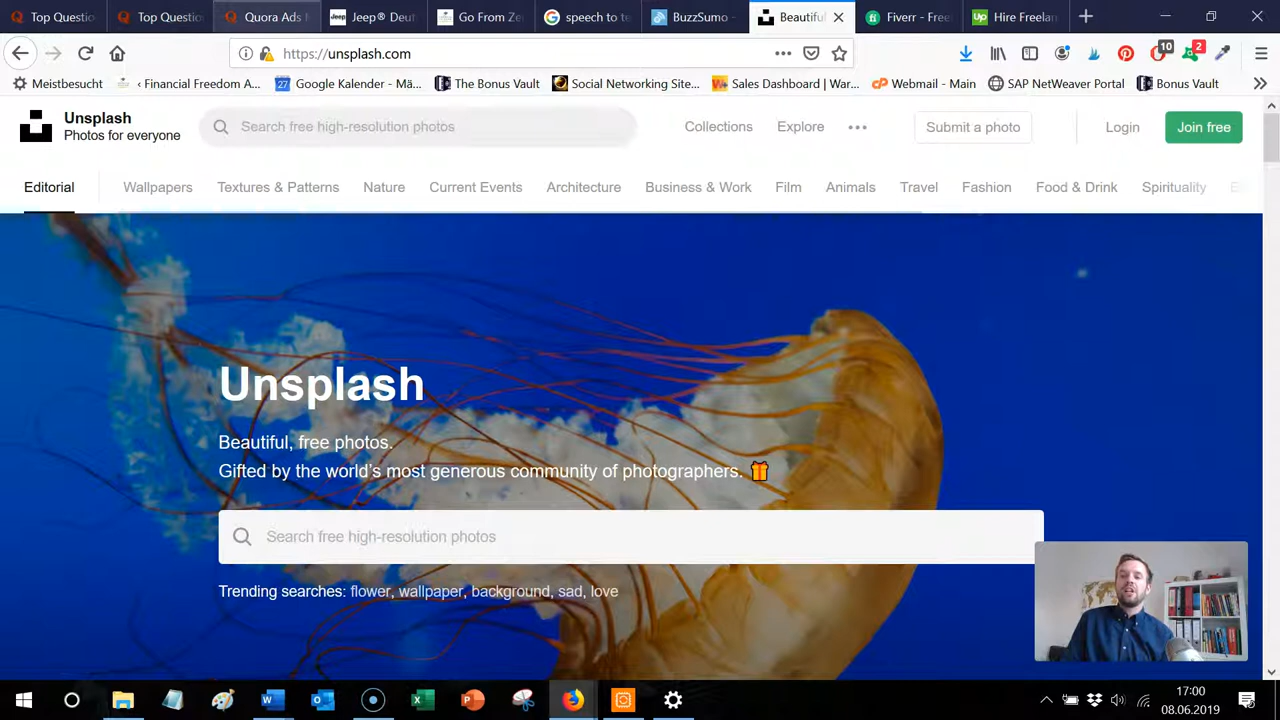 Top Questio
Top Question
Quora Ads M
Jeep® Deut
Go From Ze
speech to te
BuzzSumo -
Beautiful
Fiverr - Free
Hire Freelan
https://unsplash.com
10
2
Meistbesucht
‹ Financial Freedom A...
27 Google Kalender - Mä...
The Bonus Vault
Social Networking Site...
Sales Dashboard | War...
Webmail - Main
SAP NetWeaver Portal
Bonus Vault
Unsplash
Photos for everyone
Search free high-resolution photos
Collections
Explore
Submit a photo
Login
Join free
Editorial
Wallpapers
Textures & Patterns
Nature
Current Events
Architecture
Business & Work
Film
Animals
Travel
Fashion
Food & Drink
Spirituality
Unsplash
Beautiful, free photos.
Gifted by the world's most generous community of photographers.
Search free high-resolution photos
Trending searches: flower, wallpaper, background, sad, love
17:00
08.06.2019